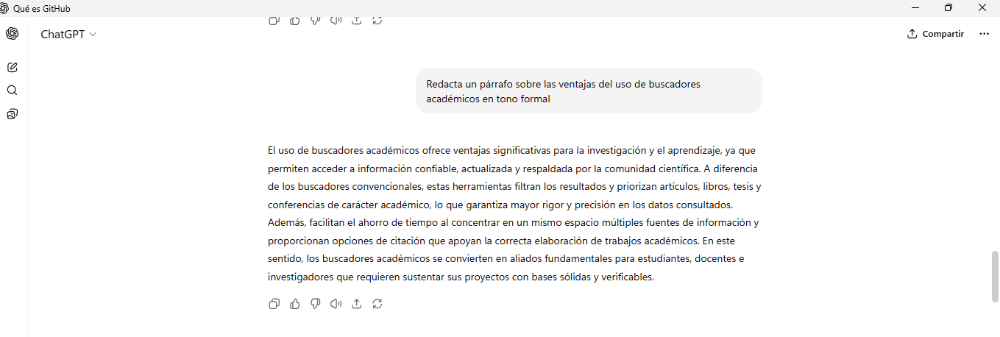 Qué es GitHub
ChatGPT
Compartir
Redacta un párrafo sobre las ventajas del uso de buscadores
académicos en tono formal
El uso de buscadores académicos ofrece ventajas significativas para la investigación y el aprendizaje, ya que
permiten acceder a información confiable, actualizada y respaldada por la comunidad científica. A diferencia
de los buscadores convencionales, estas herramientas filtran los resultados y priorizan artículos, libros, tesis y
conferencias de carácter académico, lo que garantiza mayor rigor y precisión en los datos consultados.
Además, facilitan el ahorro de tiempo al concentrar en un mismo espacio múltiples fuentes de información y
proporcionan opciones de citación que apoyan la correcta elaboración de trabajos académicos. En este
sentido, los buscadores académicos se convierten en aliados fundamentales para estudiantes, docentes e
investigadores que requieren sustentar sus proyectos con bases sólidas y verificables.